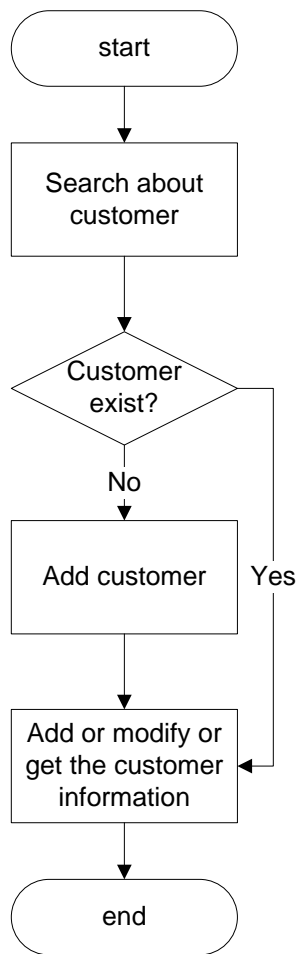 start
Search about
customer
Customer
exist?
No
Add customer
Yes
Add or modify or
get the customer
information
end